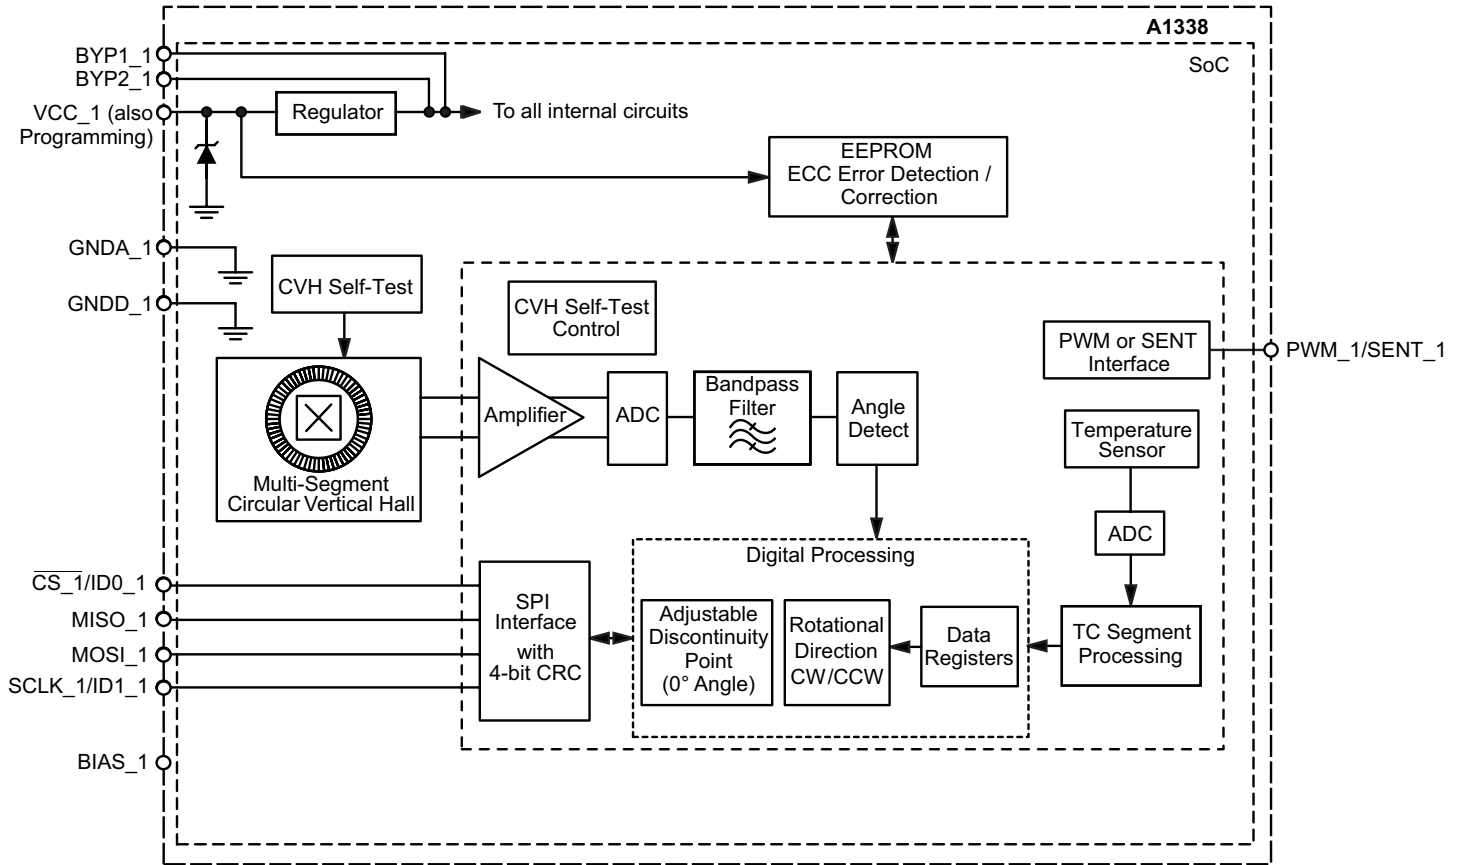 A1338
SoC
BYP1_1
BYP2_1
VCC_1 (also
Programming)
Regulator
To all internal circuits
EEPROM
ECC Error Detection /
Correction
GNDA_1
GNDD_1
CVH Self-Test
CVH Self-Test
Control
PWM or SENT
Interface
PWM_1/SENT_1
Multi-Segment
Circular Vertical Hall
Amplifier
ADC
Bandpass
Filter
Angle
Detect
Temperature
Sensor
ADC
TC Segment
Processing
Digital Processing
Adjustable
Discontinuity
Point
(0° Angle)
Rotational
Direction
CW/CCW
Data
Registers
SPI
Interface
with
4-bit CRC
CS_1/ID0_1
MISO_1
MOSI_1
SCLK_1/ID1_1
BIAS_1